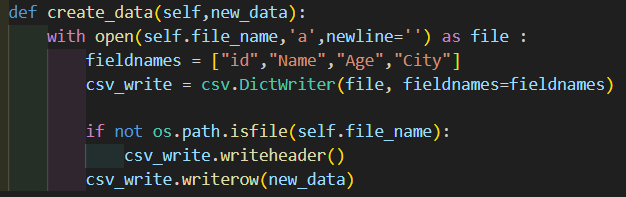 def create_data(self,new_data):
    with open(self.file_name,'a',newline='') as file :
        fieldnames = ["id","Name","Age","City"]
        csv_write = csv.DictWriter(file, fieldnames=fieldnames)
        if not os.path.isfile(self.file_name):
            csv_write.writeheader()
        csv_write.writerow(new_data)